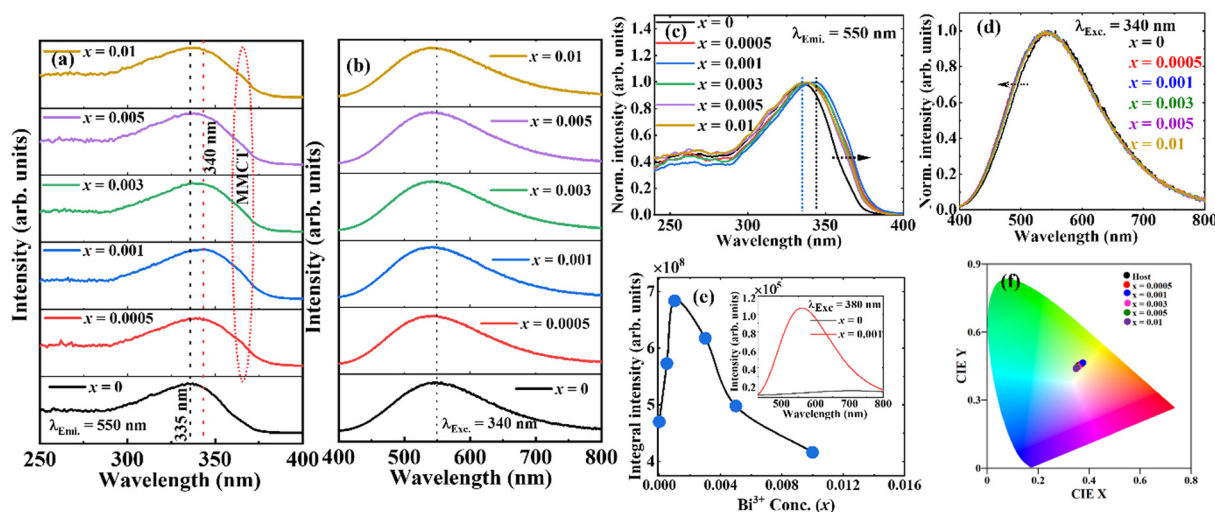 (a)
x = 0.01
x = 0.005
x = 0.003
x = 0.001
x = 0.0005
x = 0
340 nm
MMCT
335 nm
λEmi. = 550 nm
Intensity (arb. units)
250 300 350 400
Wavelength (nm)
(b)
x = 0.01
x = 0.005
x = 0.003
x = 0.001
x = 0.0005
x = 0
λExc. = 340 nm
Intensity (arb. units)
400 500 600 700 800
Wavelength (nm)
(c)
λEmi. = 550 nm
x = 0
x = 0.0005
x = 0.001
x = 0.003
x = 0.005
x = 0.01
Norm. intensity (arb. units)
1.4
1.2
1.0
0.8
0.6
0.4
0.2
0.0
250 300 350 400
Wavelength (nm)
(d)
λExc. = 340 nm
x = 0
x = 0.0005
x = 0.001
x = 0.003
x = 0.005
x = 0.01
Norm. intensity (arb. units)
1.0
0.8
0.6
0.4
0.2
0.0
400 500 600 700 800
Wavelength (nm)
(e)
×10⁸
Integral intensity (arb. units)
7
6
5
4
0.000 0.004 0.008 0.012 0.016
Bi³⁺ Conc. (x)
×10⁵
λExc = 380 nm
x = 0
x = 0.001
Intensity (arb. units)
1.2
1.0
0.8
0.6
0.4
0.2
500 600 700 800
Wavelength (nm)
(f)
Host
x = 0.0005
x = 0.001
x = 0.003
x = 0.005
x = 0.01
CIE Y
0.9
0.6
0.3
0.0
0.0 0.2 0.4 0.6 0.8
CIE X